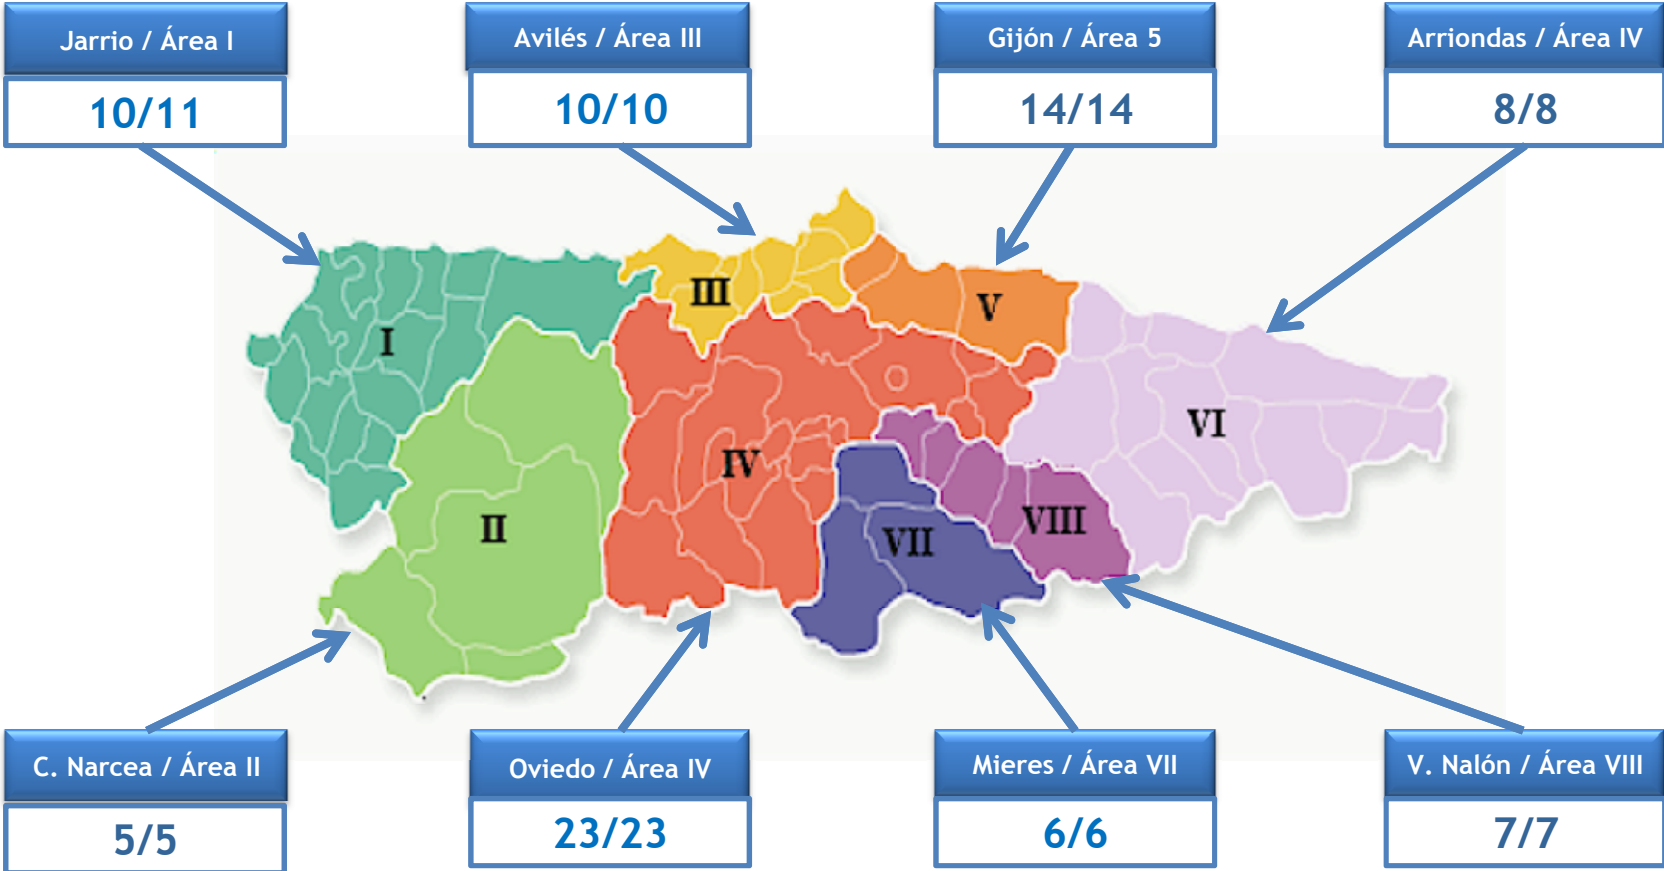 Jarrio / Área I
10/11
Avilés / Área III
10/10
Gijón / Área 5
14/14
Arriondas / Área IV
8/8
I
II
III
IV
V
VI
VII
VIII
C. Narcea / Área II
5/5
Oviedo / Área IV
23/23
Mieres / Área VII
6/6
V. Nalón / Área VIII
7/7